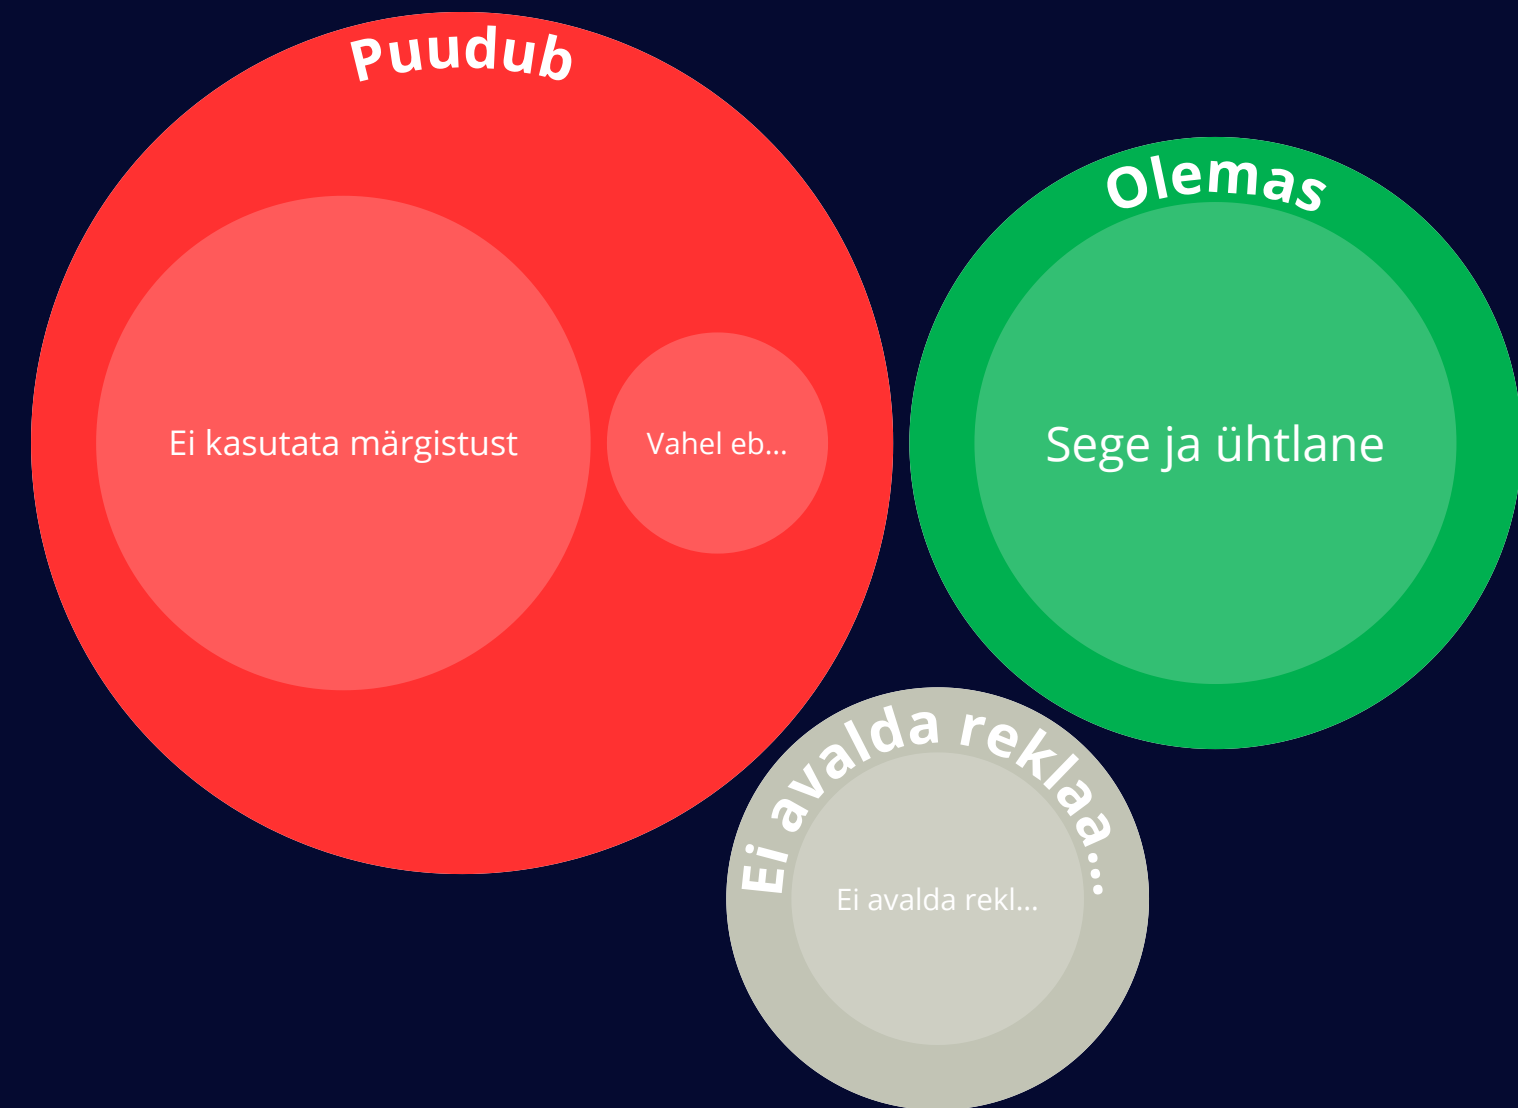 Puudub
Ei kasutata märgistust
Vahel eb...
Olemas
Sege ja ühtlane
Ei avalda reklaa...
Ei avalda rekl...